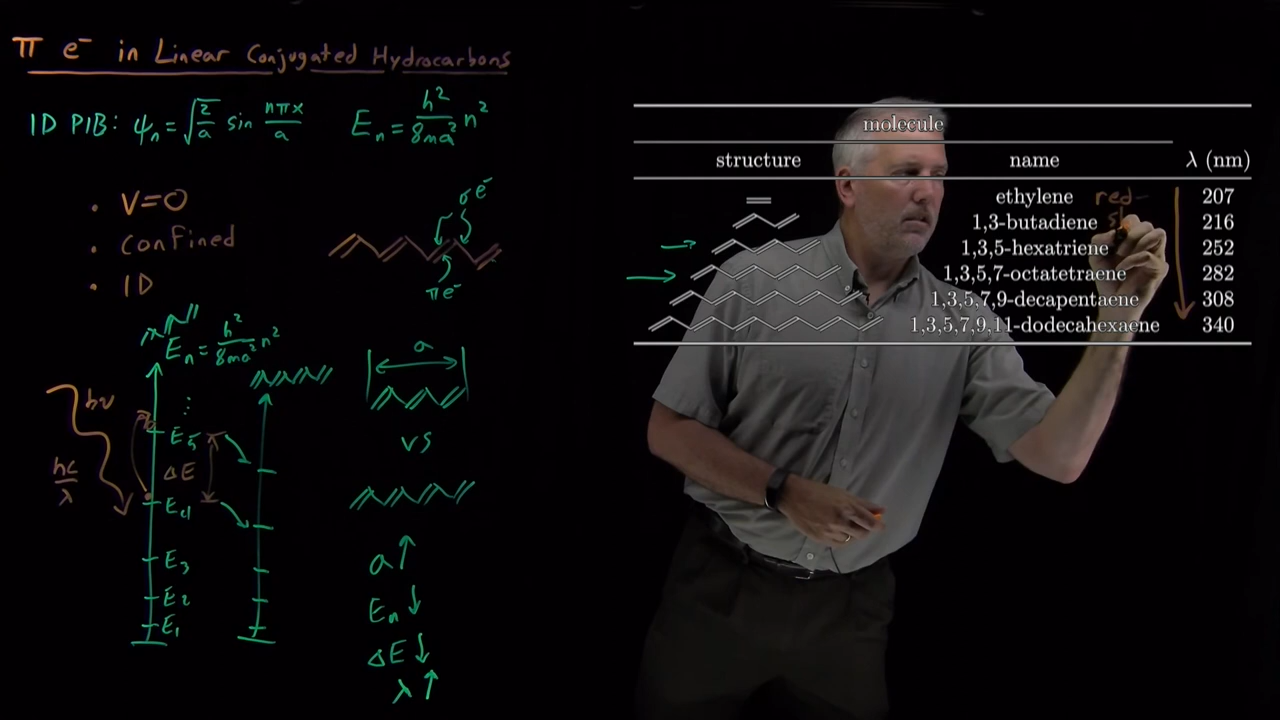 π e⁻ in Linear Conjugated Hydrocarbons
1D PIB: ψₙ = √(2/a) sin nπx/a
Eₙ = h²/8ma² n²
• V=0
• Confined
• 1D
σ e⁻
π e⁻
Eₙ = h²/8ma² n²
hν
hc/λ
⋮
E₅
ΔE
E₄
E₃
E₂
E₁
a
vs
a ↑
Eₙ ↓
ΔE ↓
λ ↑
molecule
structure name λ (nm)
ethylene red- 207
1,3-butadiene 216
1,3,5-hexatriene 252
1,3,5,7-octatetraene 282
1,3,5,7,9-decapentaene 308
1,3,5,7,9,11-dodecahexaene 340